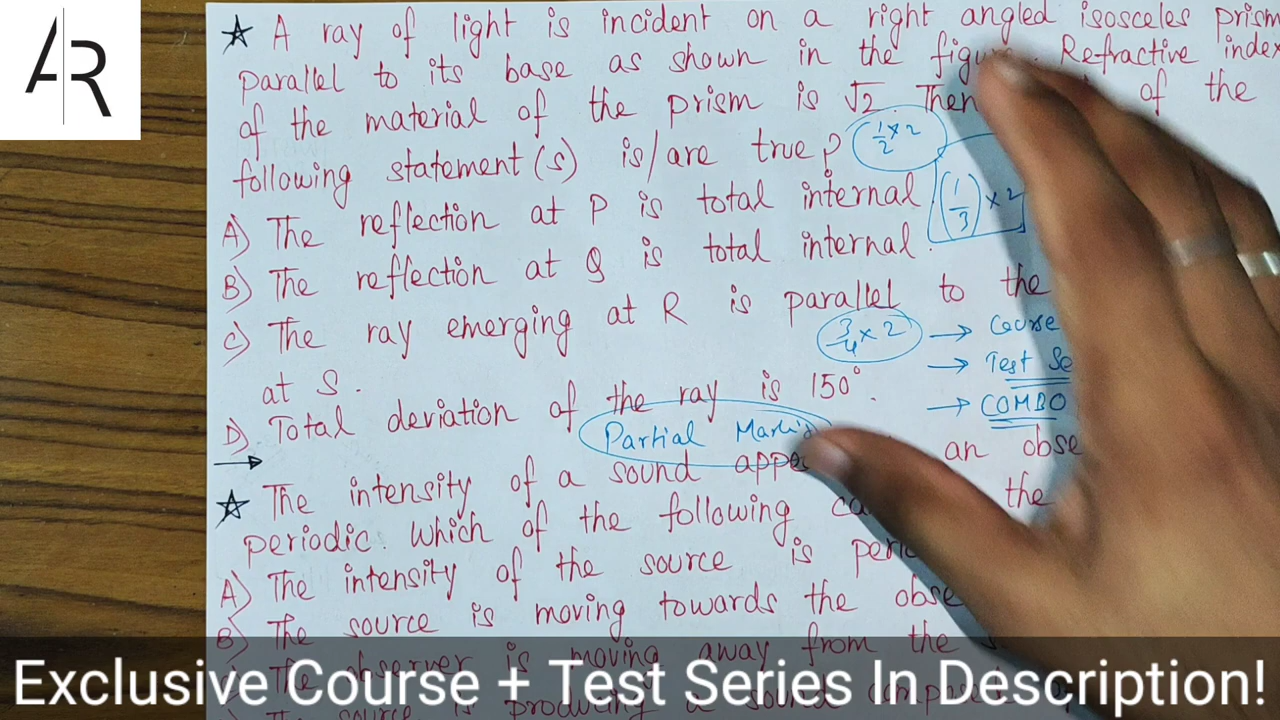 AR
★ A ray of light is incident on a right angled isosceles prism
parallel to its base as shown in the figure. Refractive index
of the material of the prism is √2 Then of the
following statement(s) is/are true?
1/2 × 2
A) The reflection at P is total internal
(1/3) × 2
B) The reflection at Q is total internal.
C) The ray emerging at R is parallel to the
at S.
3/4 × 2 → Course
→ Test Se
→ COMBO
D) Total deviation of the ray is 150°.
Partial Marking
→
★ The intensity of a sound appe an obse
periodic. Which of the following ca the
A) The intensity of the source is peri
B) The source is moving towards the obse
The observer is moving away from the
source is producing a sound compo
Exclusive Course + Test Series In Description!